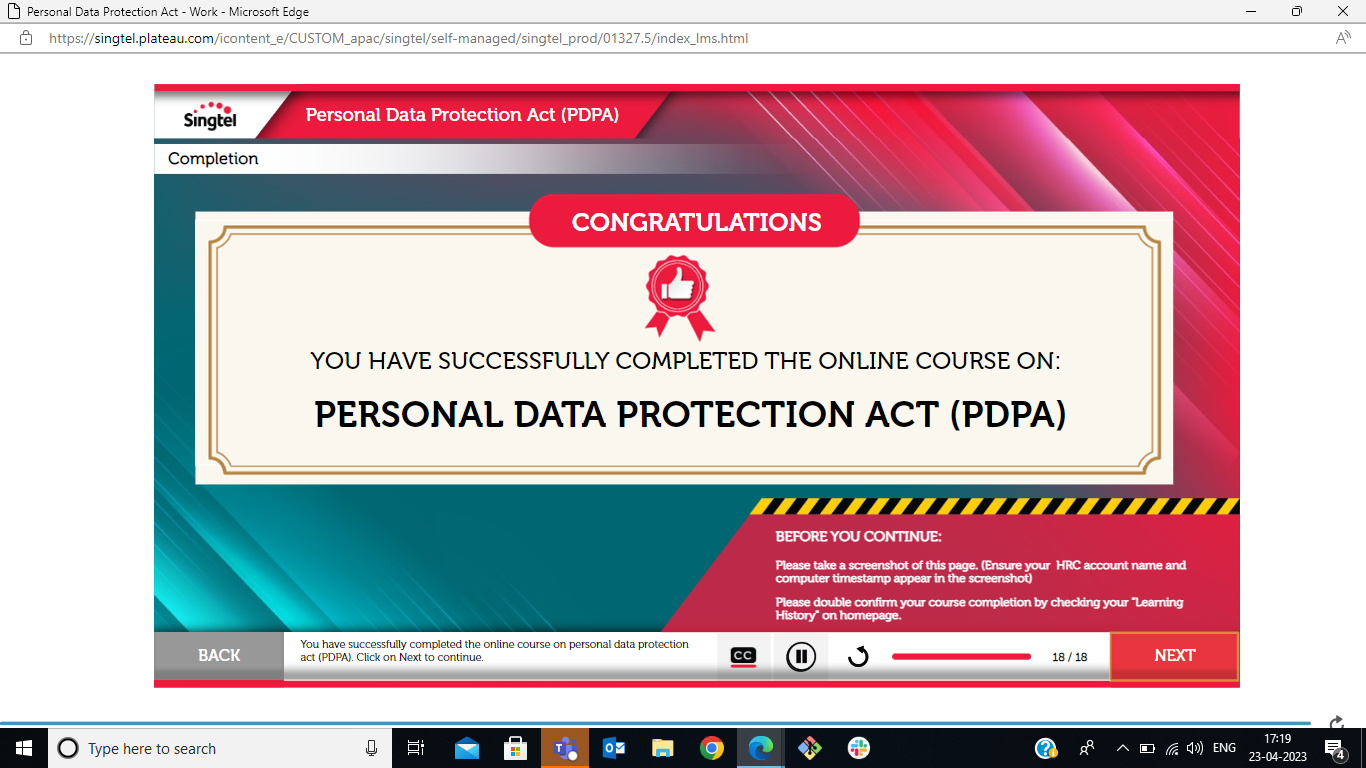 Personal Data Protection Act - Work - Microsoft Edge
https://singtel.plateau.com/icontent_e/CUSTOM_apac/singtel/self-managed/singtel_prod/01327.5/index_lms.html
Singtel
Personal Data Protection Act (PDPA)
Completion
CONGRATULATIONS
YOU HAVE SUCCESSFULLY COMPLETED THE ONLINE COURSE ON:
PERSONAL DATA PROTECTION ACT (PDPA)
BEFORE YOU CONTINUE:
Please take a screenshot of this page. (Ensure your HRC account name and
computer timestamp appear in the screenshot)
Please double confirm your course completion by checking your "Learning
History" on homepage.
BACK
You have successfully completed the online course on personal data protection
act (PDPA). Click on Next to continue.
CC
18 / 18
NEXT
Type here to search
ENG
17:19
23-04-2023
4